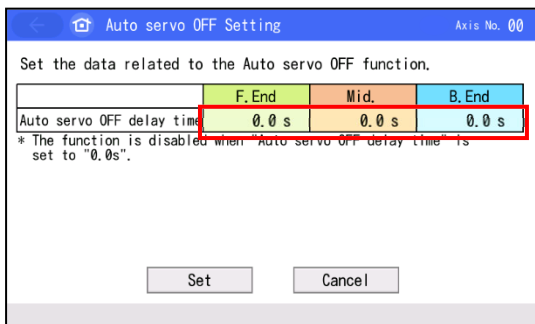 Auto servo OFF Setting Axis No. 00
Set the data related to the Auto servo OFF function.
F.End Mid. B.End
Auto servo OFF delay time 0.0 s 0.0 s 0.0 s
* The function is disabled when "Auto servo OFF delay time" is
set to "0.0s".
Set Cancel